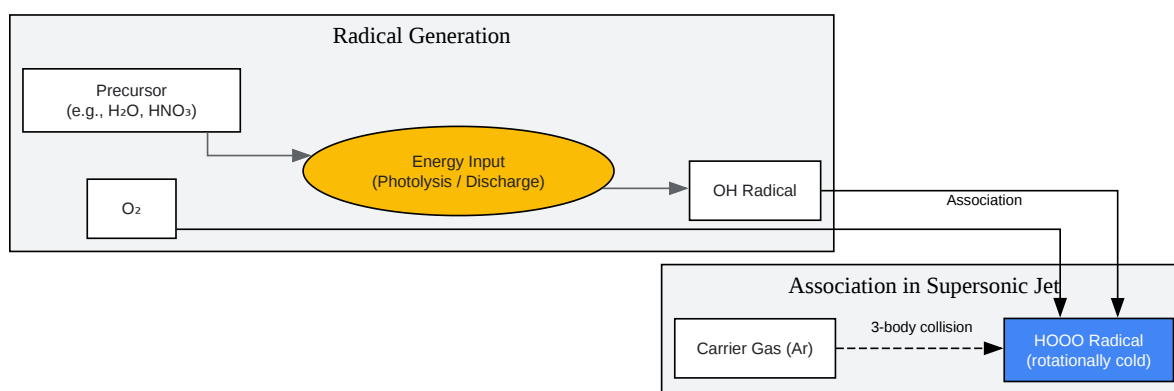 Radical Generation
Precursor
(e.g., H₂O, HNO₃)
Energy Input
(Photolysis / Discharge)
OH Radical
O₂
Association
Association in Supersonic Jet
Carrier Gas (Ar)
3-body collision
HOOO Radical
(rotationally cold)